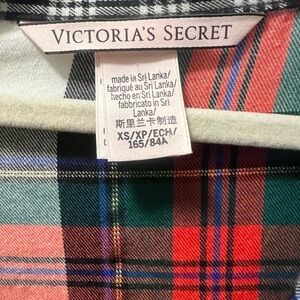 VICTORIA'S SECRET
made in Sri Lanka/
fabriqué au Sri Lanka/
hecho en Sri Lanka/
fabbricato in Sri
Lanka/
斯里兰卡制造
XS/XP/ECH/
165/84A